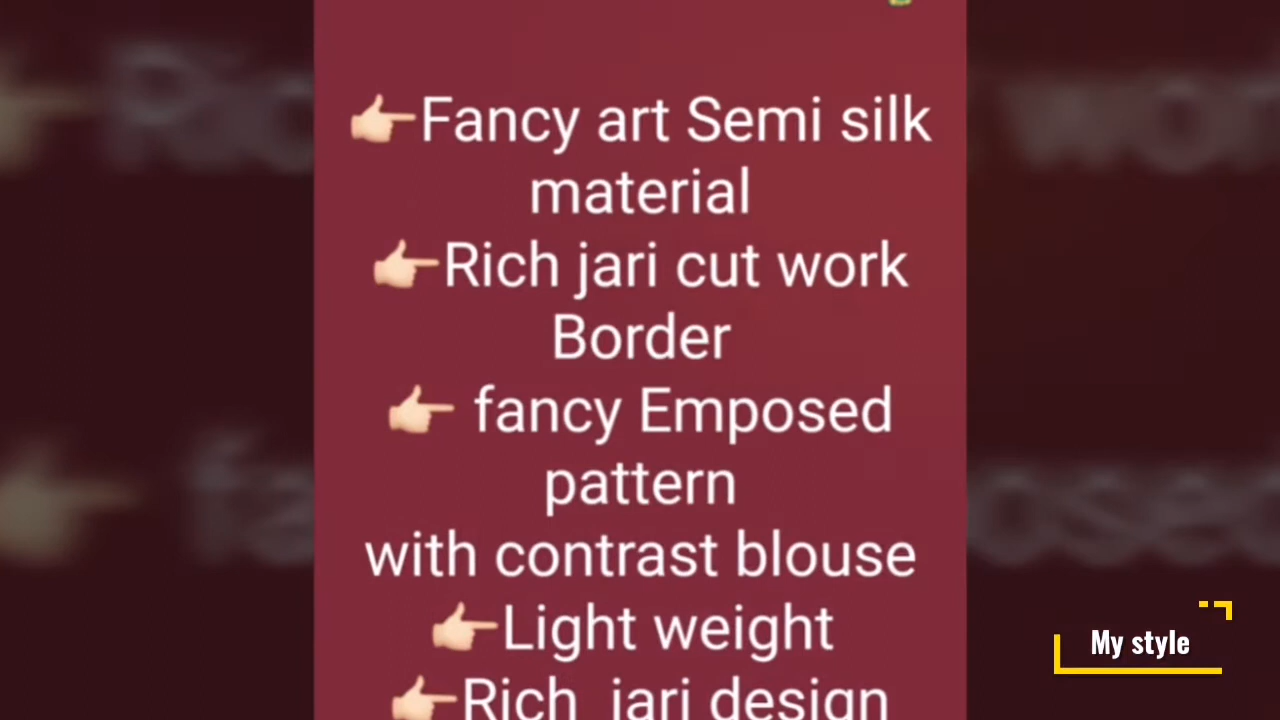 👉🏻Fancy art Semi silk
material
👉🏻Rich jari cut work
Border
👉🏻 fancy Emposed
pattern
with contrast blouse
👉🏻Light weight
👉🏻Rich jari design
My style